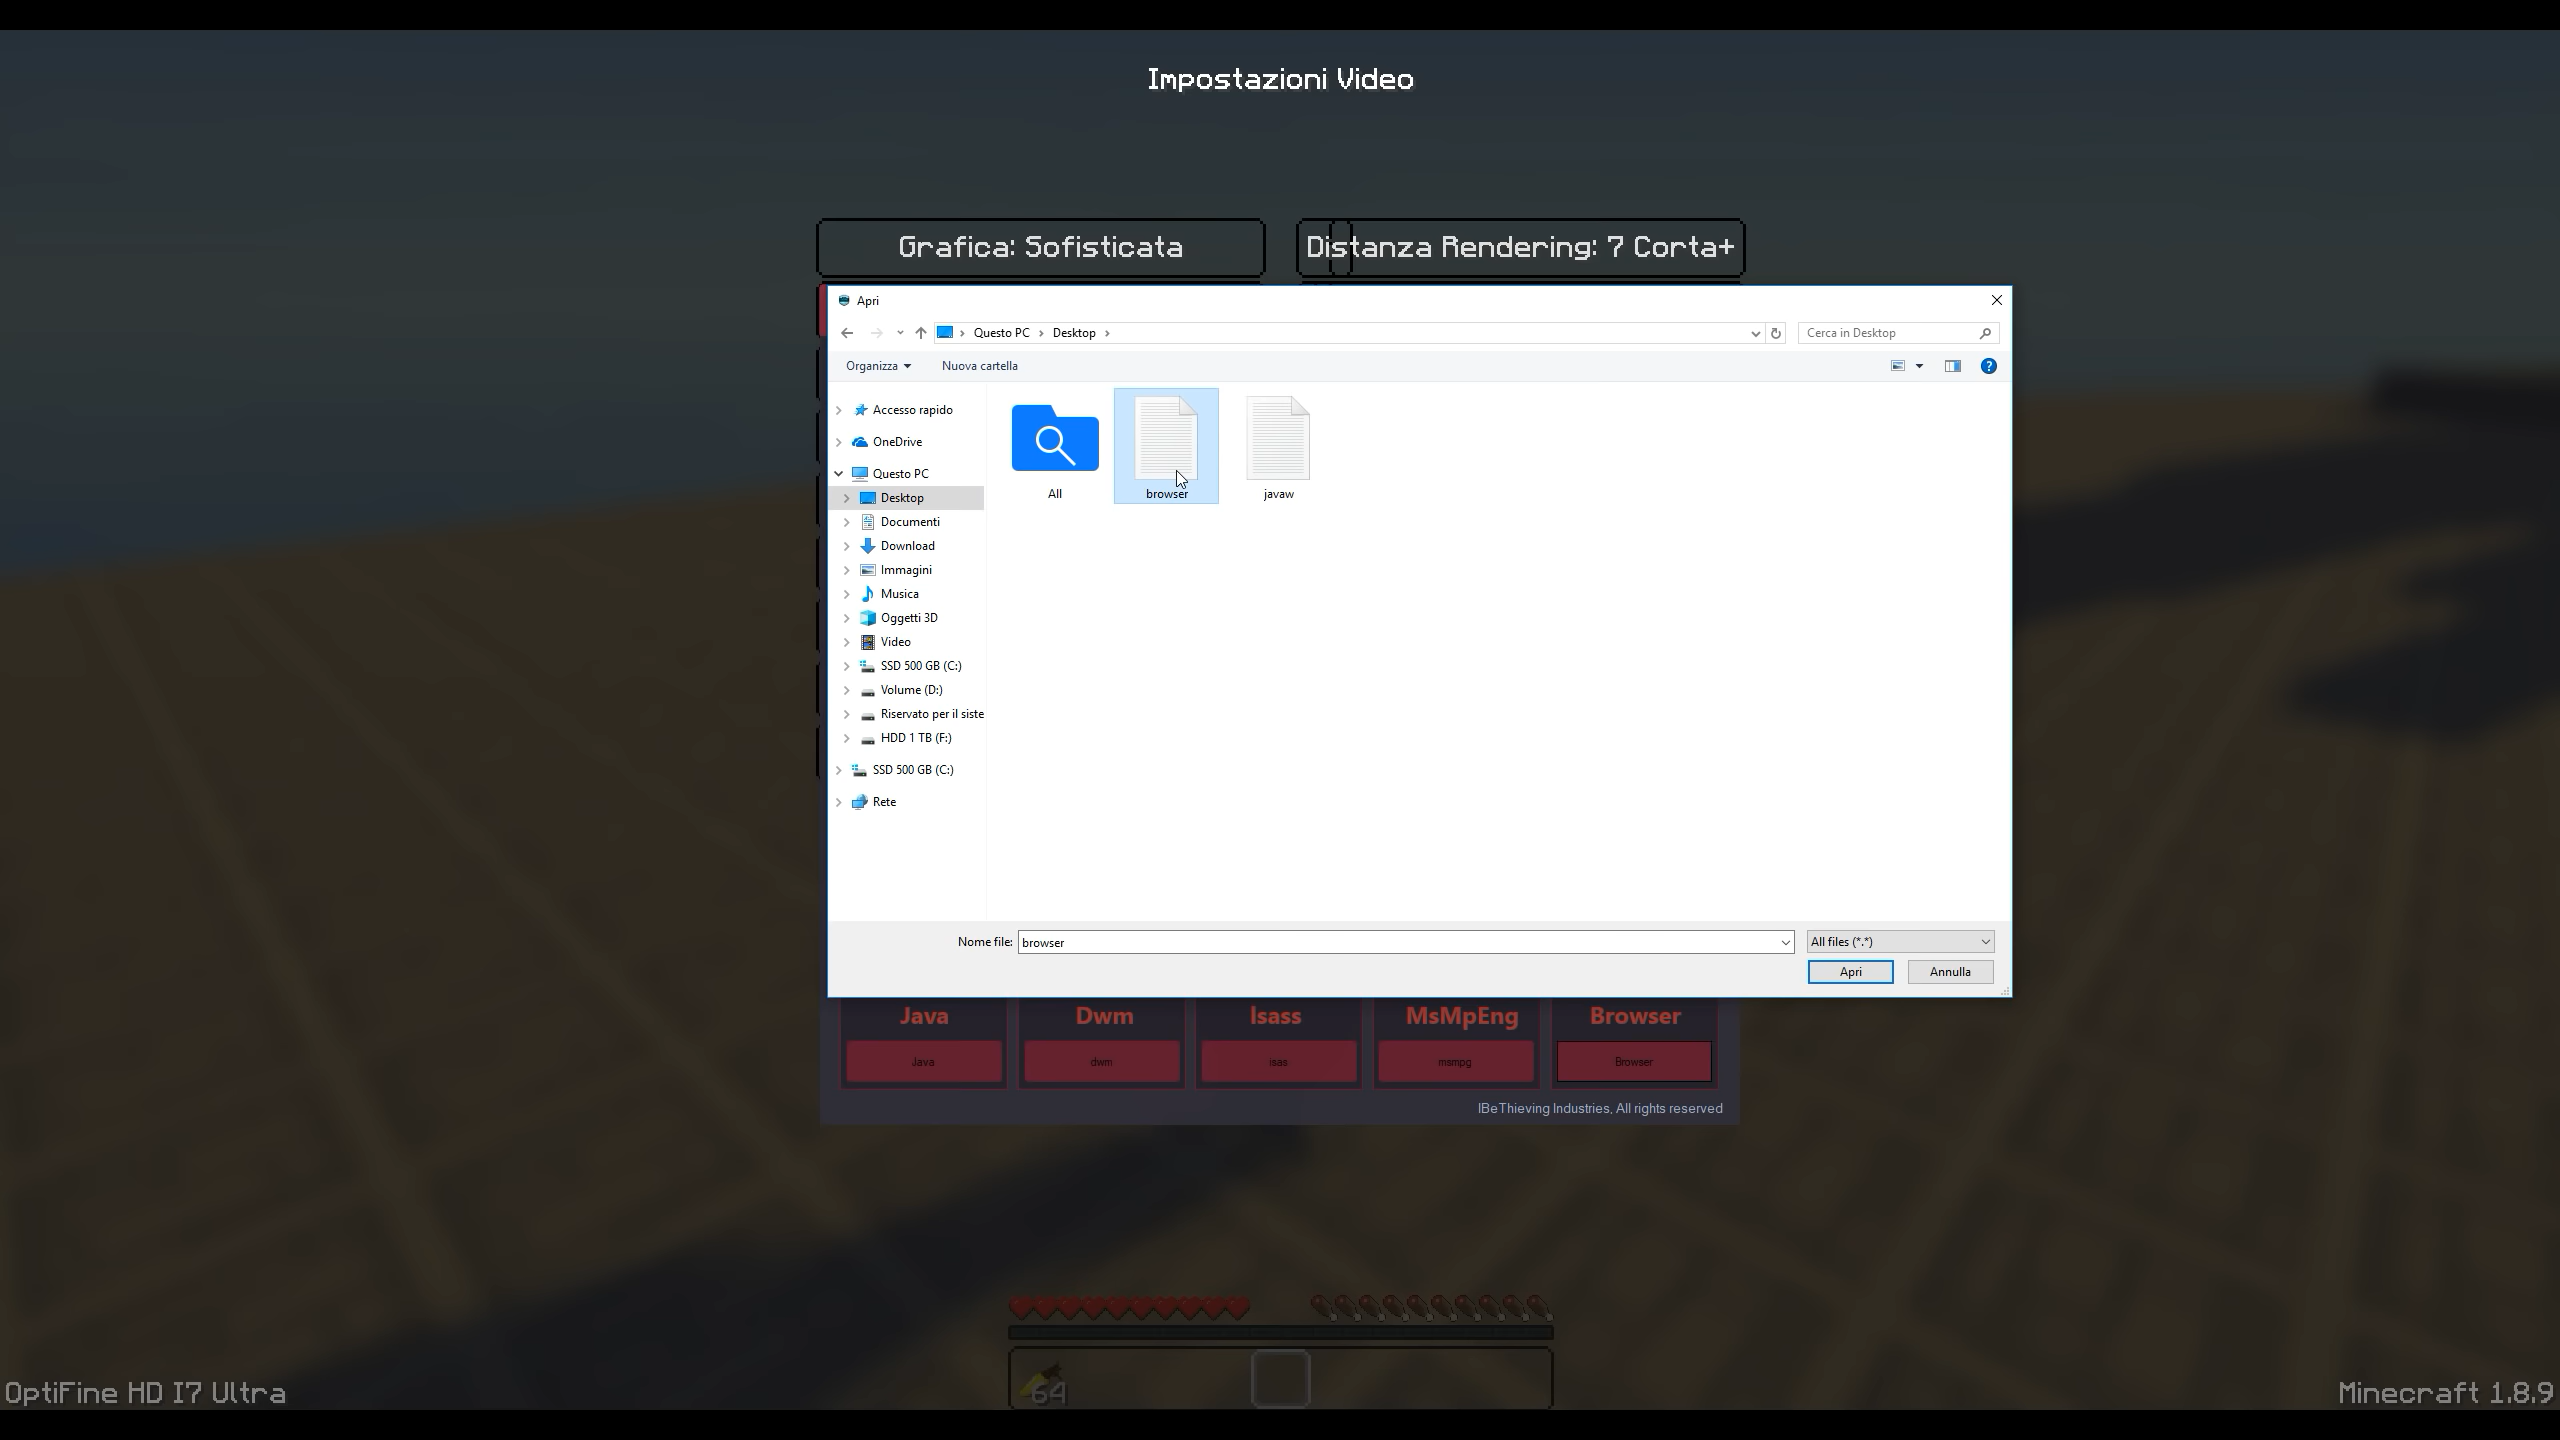 Impostazioni Video
Grafica: Sofisticata
Distanza Rendering: 7 Corta+
Apri
Questo PC
Desktop
Cerca in Desktop
Organizza
Nuova cartella
Accesso rapido
OneDrive
Questo PC
Desktop
Documenti
Download
Immagini
Musica
Oggetti 3D
Video
SSD 500 GB (C:)
Volume (D:)
Riservato per il siste
HDD 1 TB (F:)
SSD 500 GB (C:)
Rete
All
browser
javaw
Nome file:
browser
All files (*.*)
Apri
Annulla
Java
Dwm
lsass
MsMpEng
Browser
Java
dwm
lsas
msmpg
Browser
IBeThieving Industries, All rights reserved
64
OptiFine HD I7 Ultra
Minecraft 1.8.9